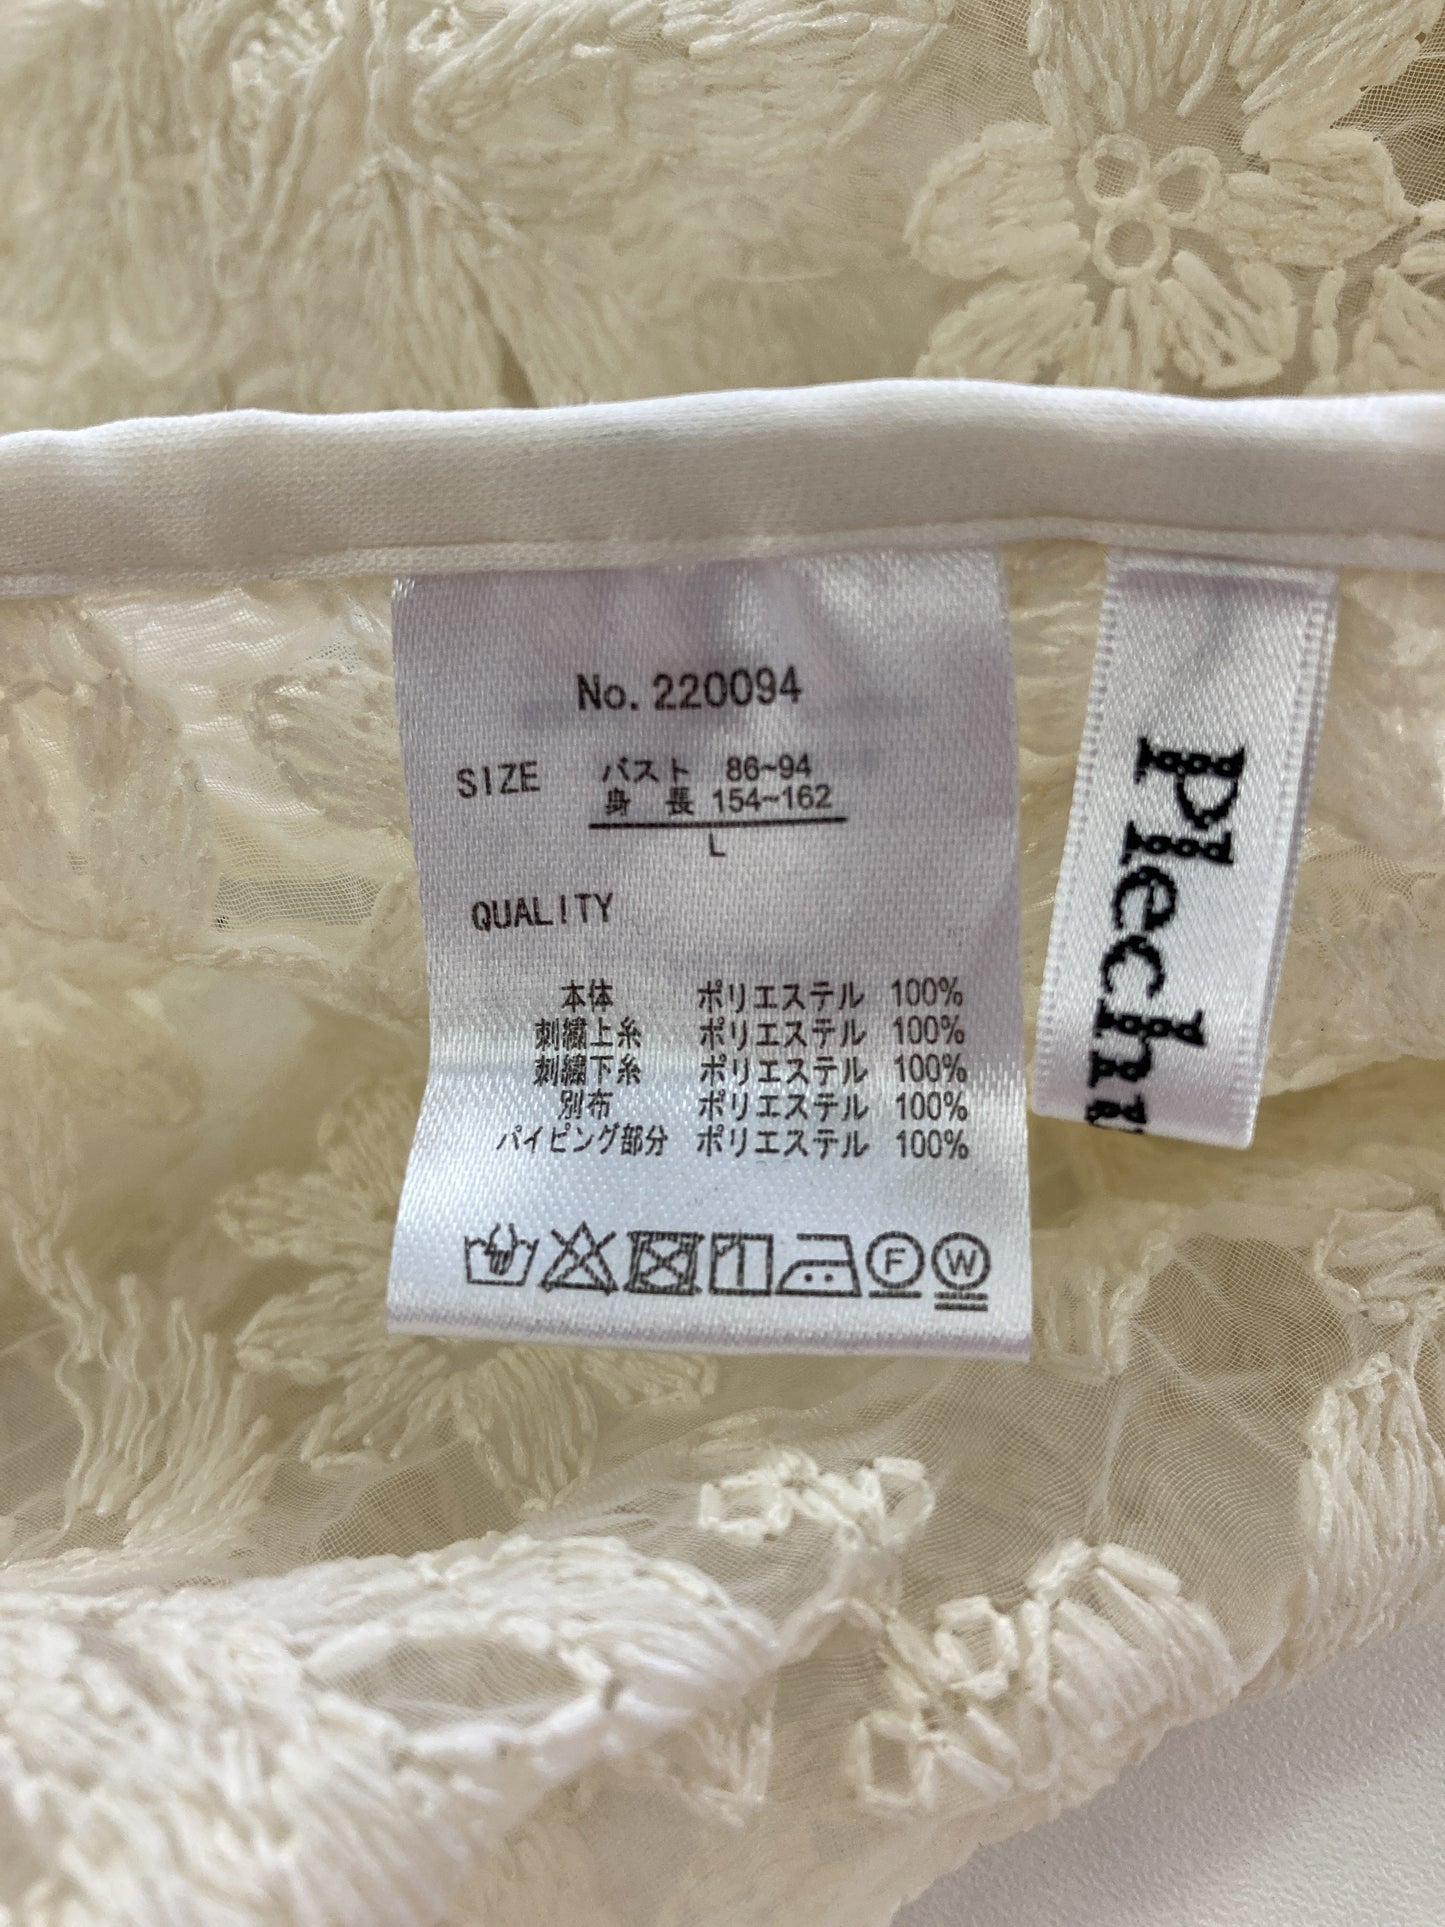 No. 220094
SIZE バスト 86~94
身 長 154~162
L
QUALITY
本体 ポリエステル 100%
刺繍上糸 ポリエステル 100%
刺繍下糸 ポリエステル 100%
別布 ポリエステル 100%
パイピング部分 ポリエステル 100%
F
W